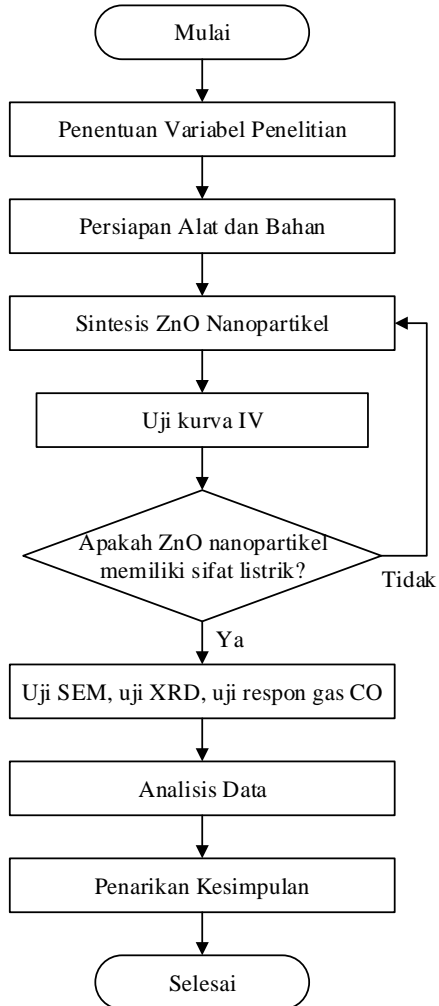 Mulai
Penentuan Variabel Penelitian
Persiapan Alat dan Bahan
Sintesis ZnO Nanopartikel
Uji kurva IV
Apakah ZnO nanopartikel
memiliki sifat listrik?
Tidak
Ya
Uji SEM, uji XRD, uji respon gas CO
Analisis Data
Penarikan Kesimpulan
Selesai